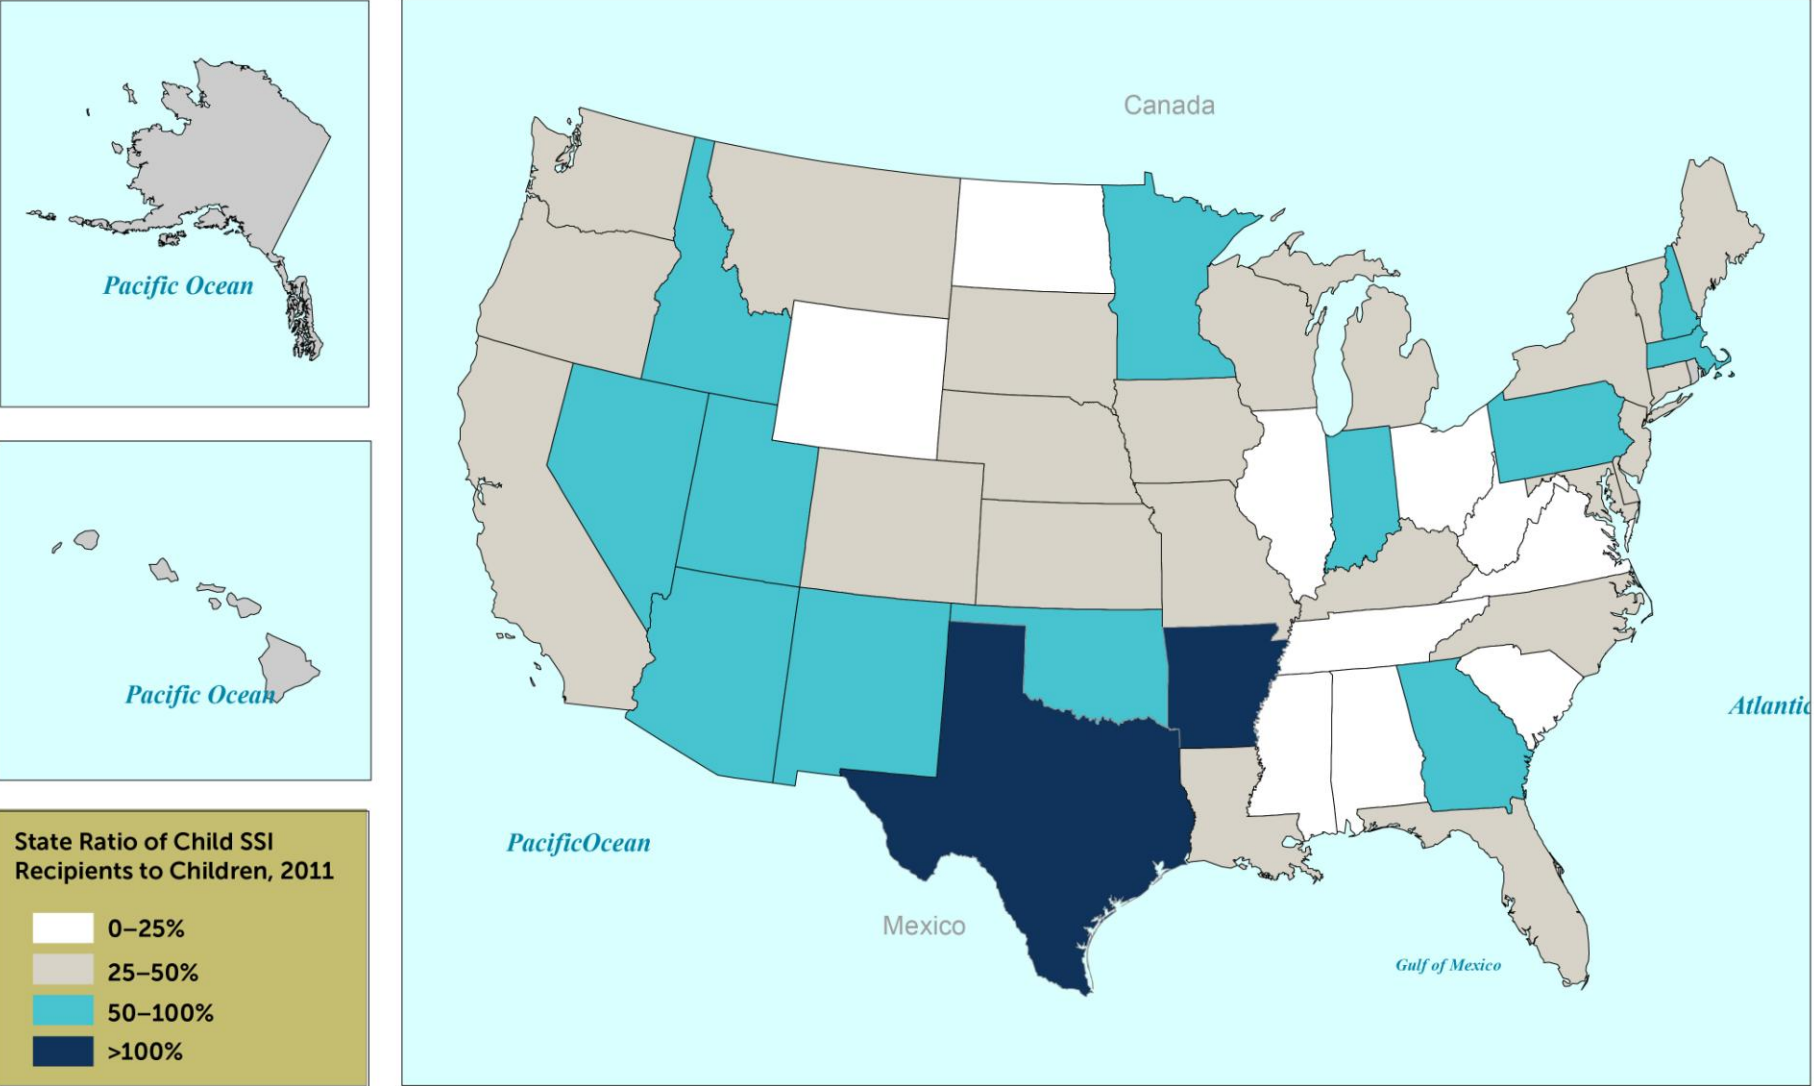 Canada
Pacific Ocean
Pacific Ocean
Atlantic
PacificOcean
Mexico
Gulf of Mexico
State Ratio of Child SSI
Recipients to Children, 2011
0–25%
25–50%
50–100%
>100%